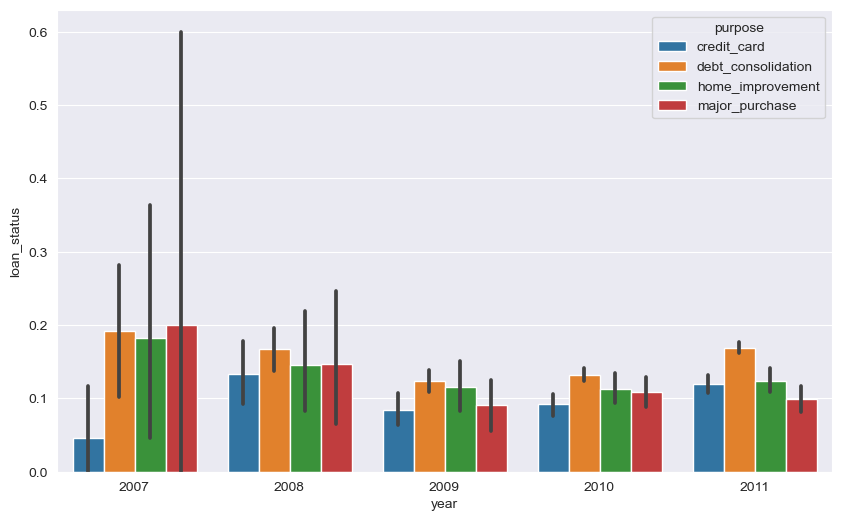 purpose
credit_card
debt_consolidation
home_improvement
major_purchase
0.6
0.5
0.4
0.3
0.2
0.1
0.0
loan_status
2007 2008 2009 2010 2011
year